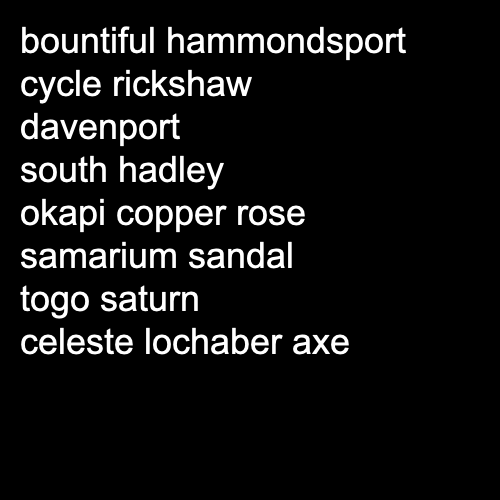 bountiful hammondsport
cycle rickshaw
davenport
south hadley
okapi copper rose
samarium sandal
togo saturn
celeste lochaber axe